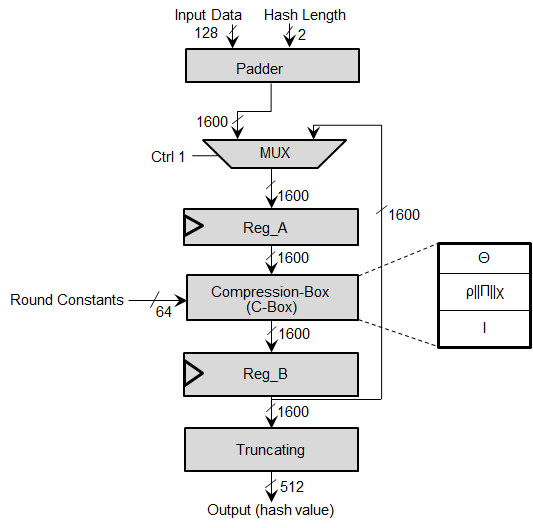 Input Data
Hash Length
128
2
Padder
1600
Ctrl 1
MUX
1600
Reg_A
1600
1600
Round Constants
64
Compression-Box
(C-Box)
Θ
ρ||Π||χ
I
1600
Reg_B
1600
Truncating
512
Output (hash value)